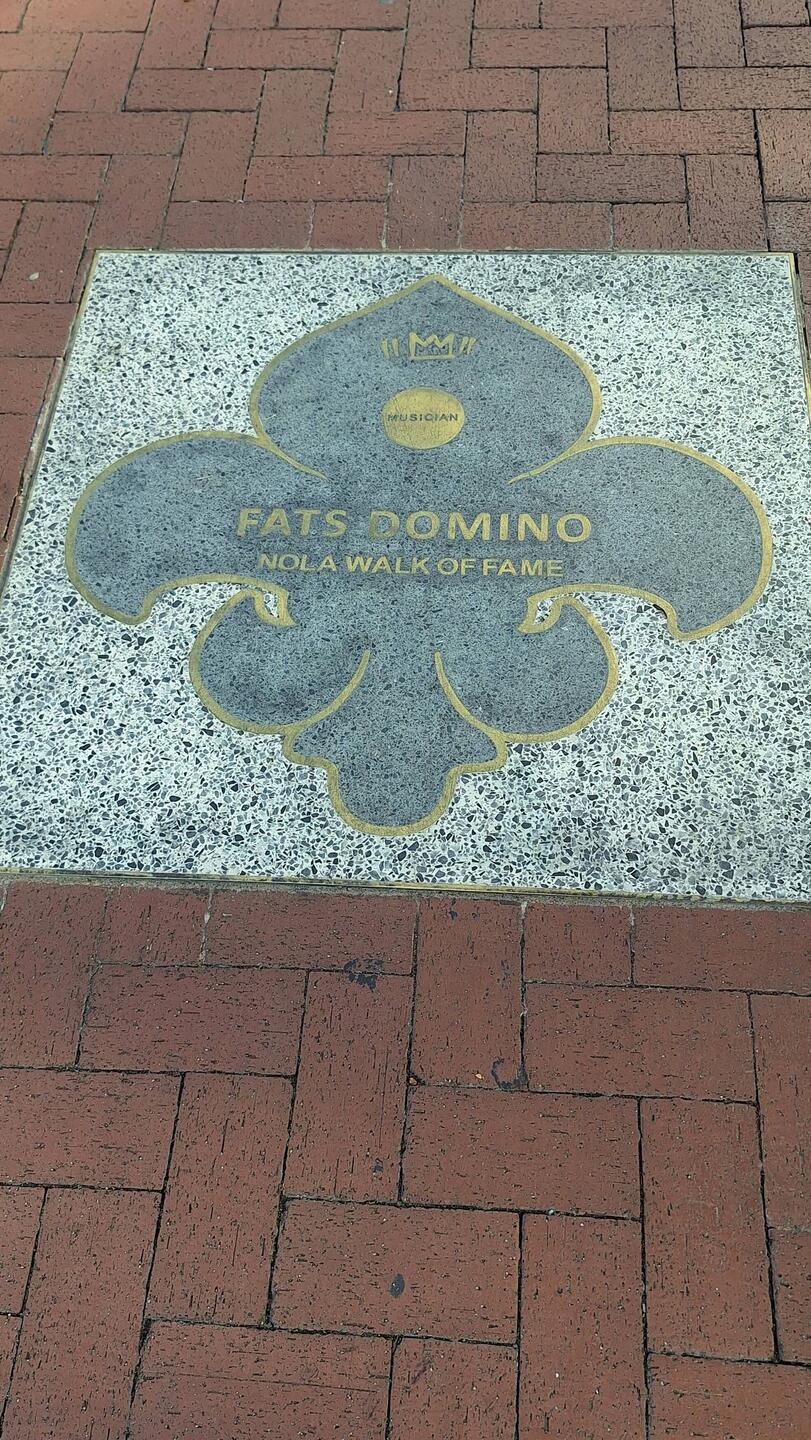 MUSICIAN
FATS DOMINO
NOLA WALK OF FAME